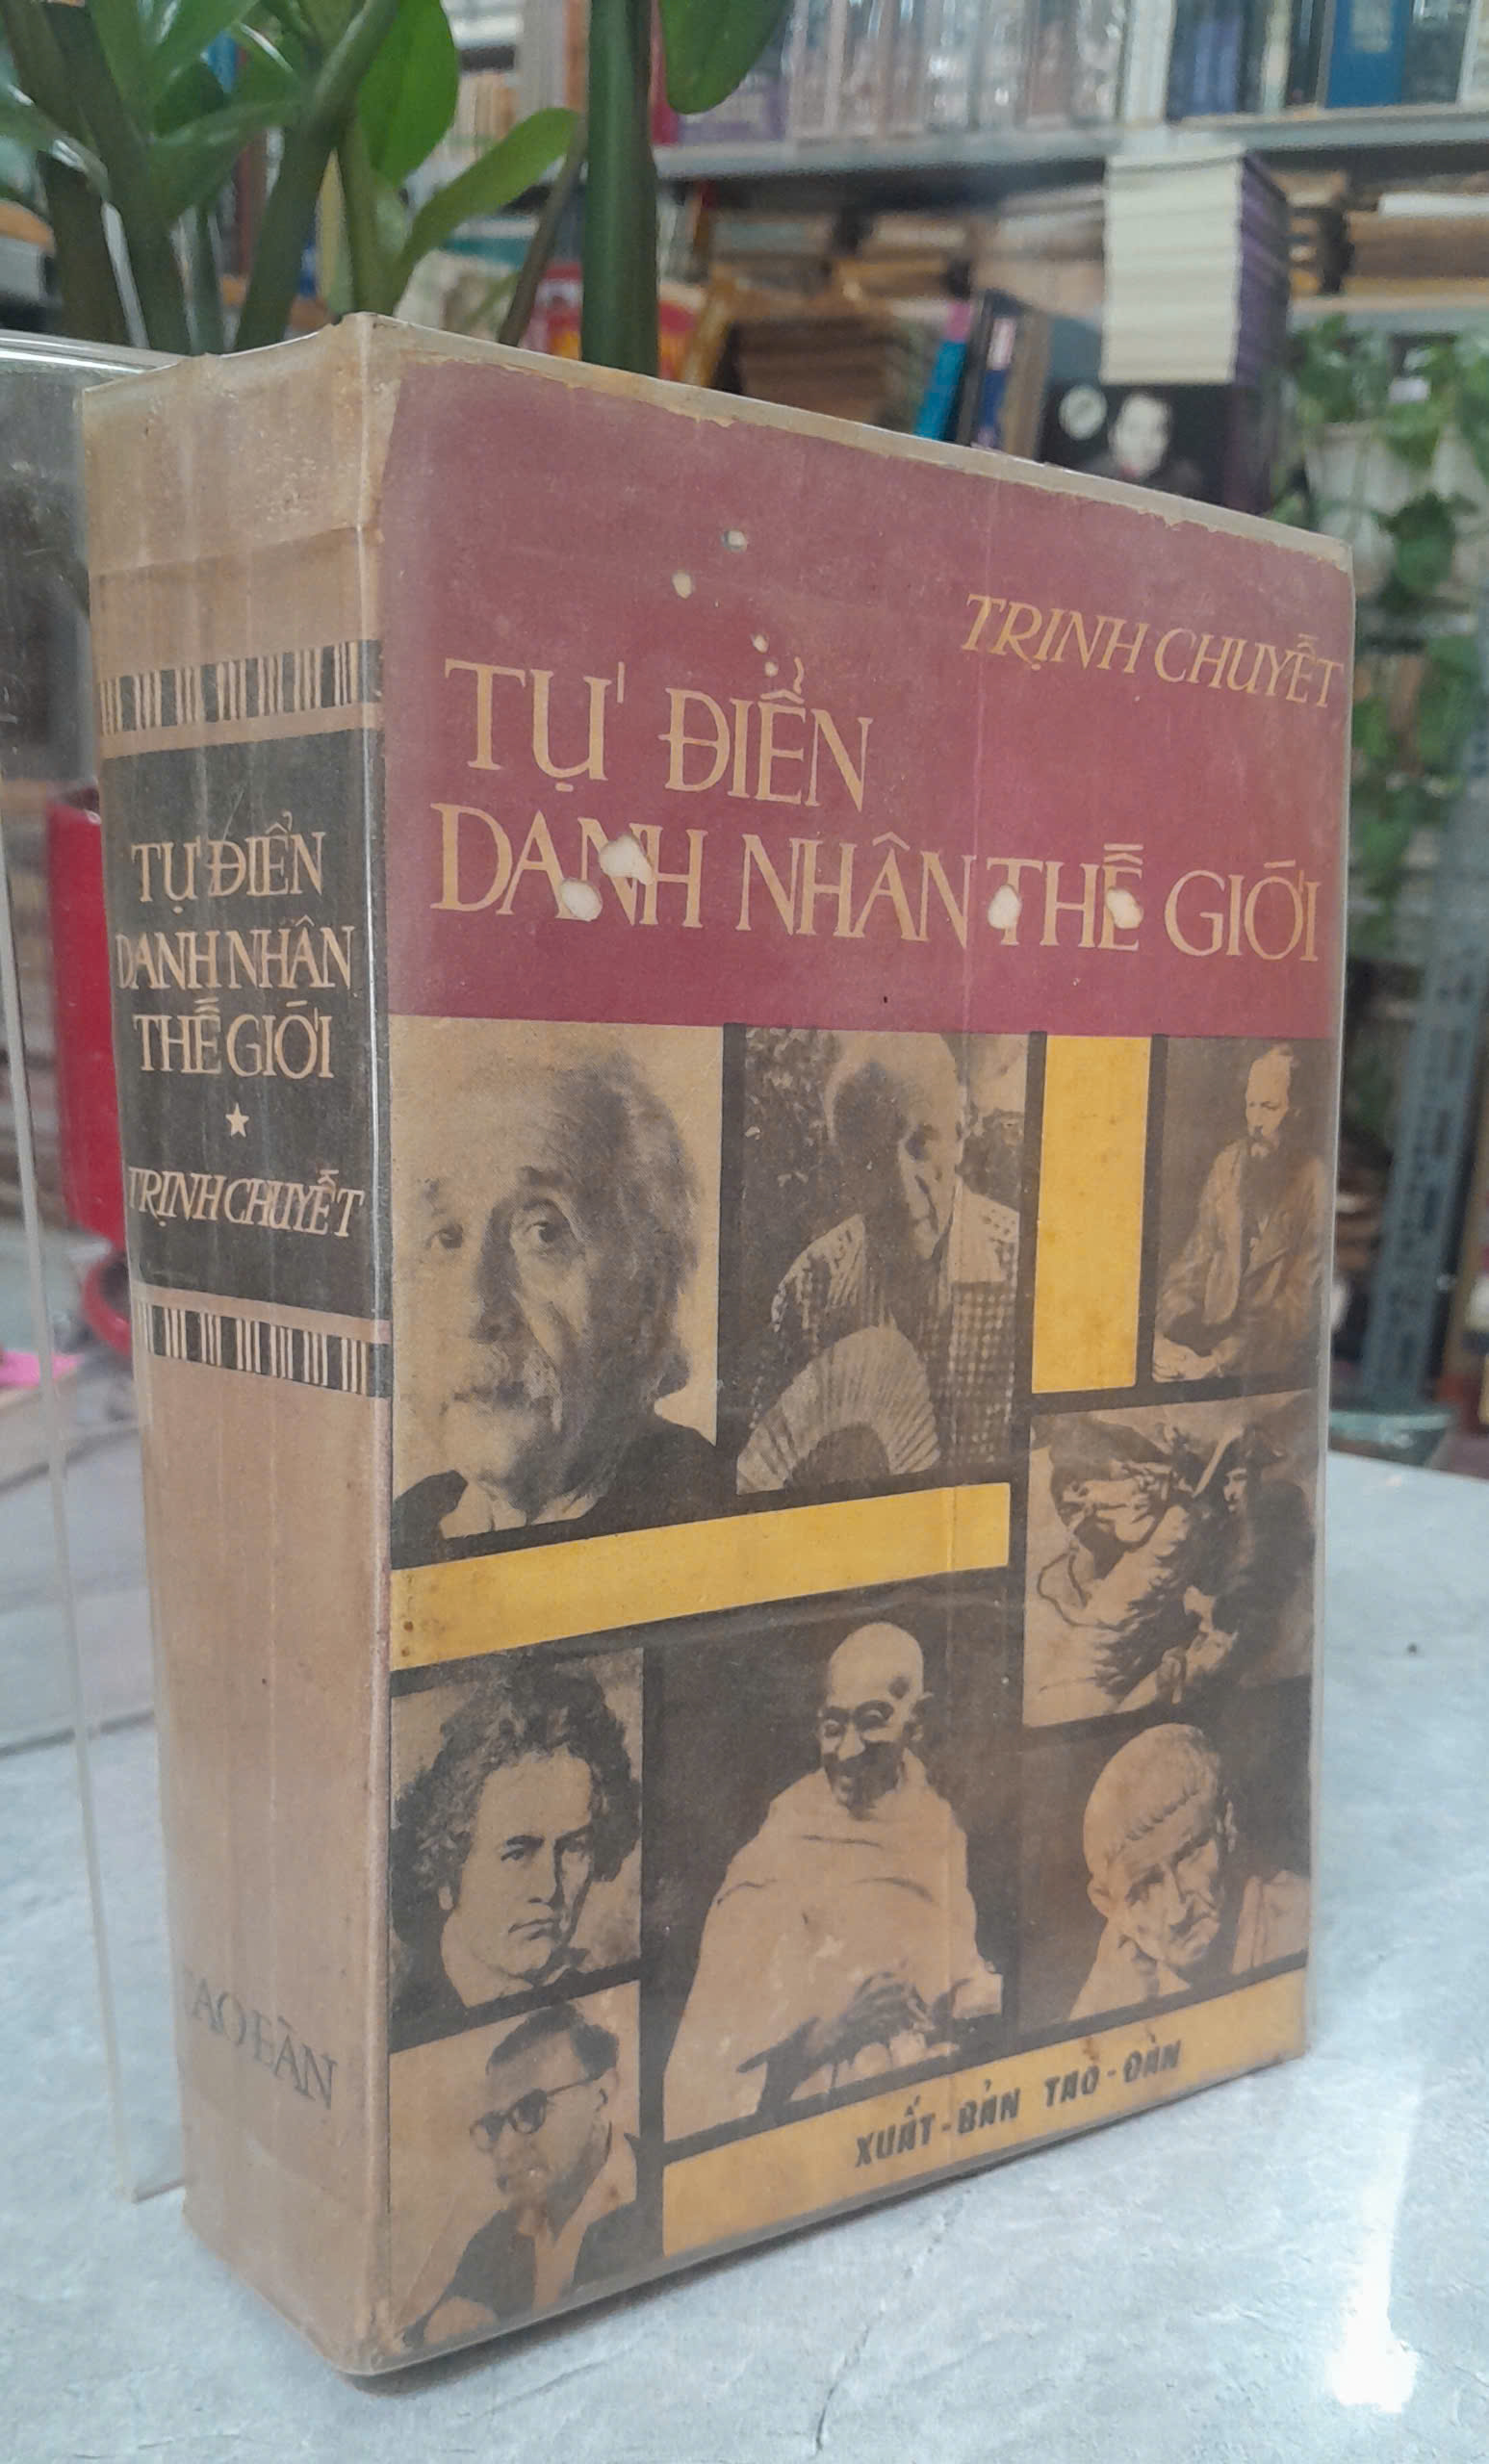 TRỊNH CHUYẾT
TỰ ĐIỂN
DANH NHÂN THẾ GIỚI
TỰ ĐIỂN
DANH NHÂN
THẾ GIỚI
TRỊNH CHUYẾT
TAO ĐÀN
XUẤT-BẢN TAO-ĐÀN